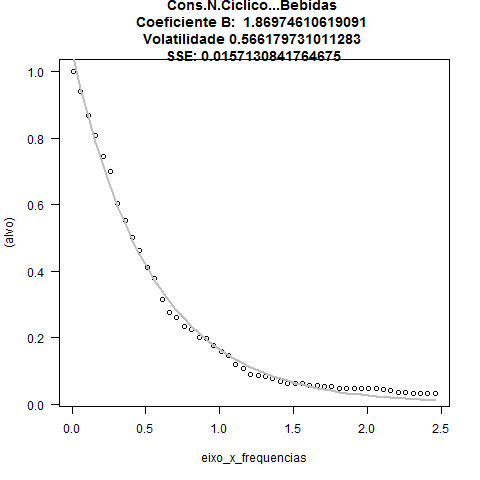 Cons.N.Ciclico...Bebidas
Coeficiente B:  1.86974610619091
Volatilidade 0.566179731011283
SSE: 0.0157130841764675
1.0
0.8
0.6
0.4
0.2
0.0
(alvo)
0.0 0.5 1.0 1.5 2.0 2.5
eixo_x_frequencias